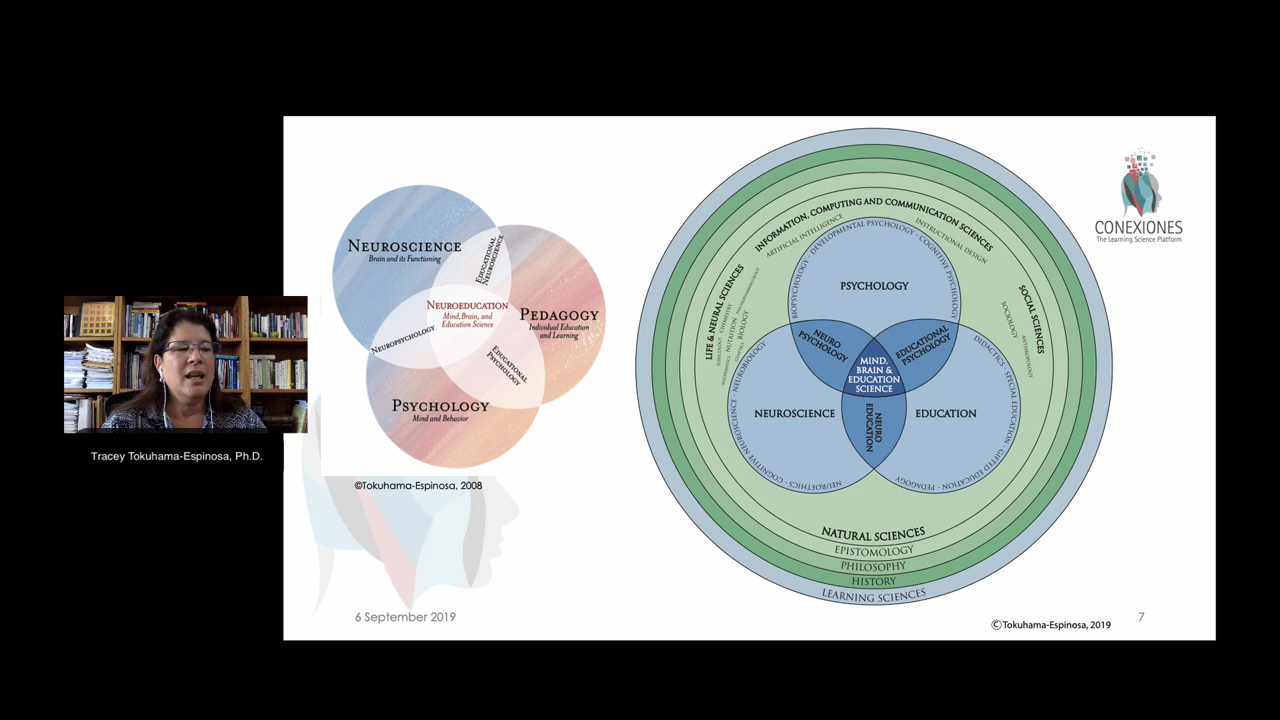 NEUROSCIENCE
Brain and its Functioning
EDUCATIONAL
NEUROSCIENCE
NEUROEDUCATION
Mind, Brain, and
Education Science
PEDAGOGY
Individual Education
and Learning
NEUROPSYCHOLOGY
EDUCATIONAL
PSYCHOLOGY
PSYCHOLOGY
Mind and Behavior
©Tokuhama-Espinosa, 2008
Tracey Tokuhama-Espinosa, Ph.D.
6 September 2019
INFORMATION, COMPUTING AND COMMUNICATION SCIENCES
ARTIFICIAL INTELLIGENCE
INSTRUCTIONAL DESIGN
LIFE & NEURAL SCIENCES
CHEMISTRY
NUTRITION
BIOLOGY
SOCIAL SCIENCES
SOCIOLOGY
ANTHROPOLOGY
BIOPSYCHOLOGY - DEVELOPMENTAL PSYCHOLOGY - COGNITIVE PSYCHOLOGY
PSYCHOLOGY
NEURO
PSYCHOLOGY
EDUCATIONAL
PSYCHOLOGY
MIND,
BRAIN &
EDUCATION
SCIENCE
NEUROSCIENCE
EDUCATION
NEURO
EDUCATION
NEUROETHICS - COGNITIVE NEUROSCIENCE - NEUROBIOLOGY
DIDACTICS - SPECIAL EDUCATION - GIFTED EDUCATION - PEDAGOGY
NATURAL SCIENCES
EPISTOMOLOGY
PHILOSOPHY
HISTORY
LEARNING SCIENCES
CONEXIONES
The Learning Science Platform
©Tokuhama-Espinosa, 2019
7